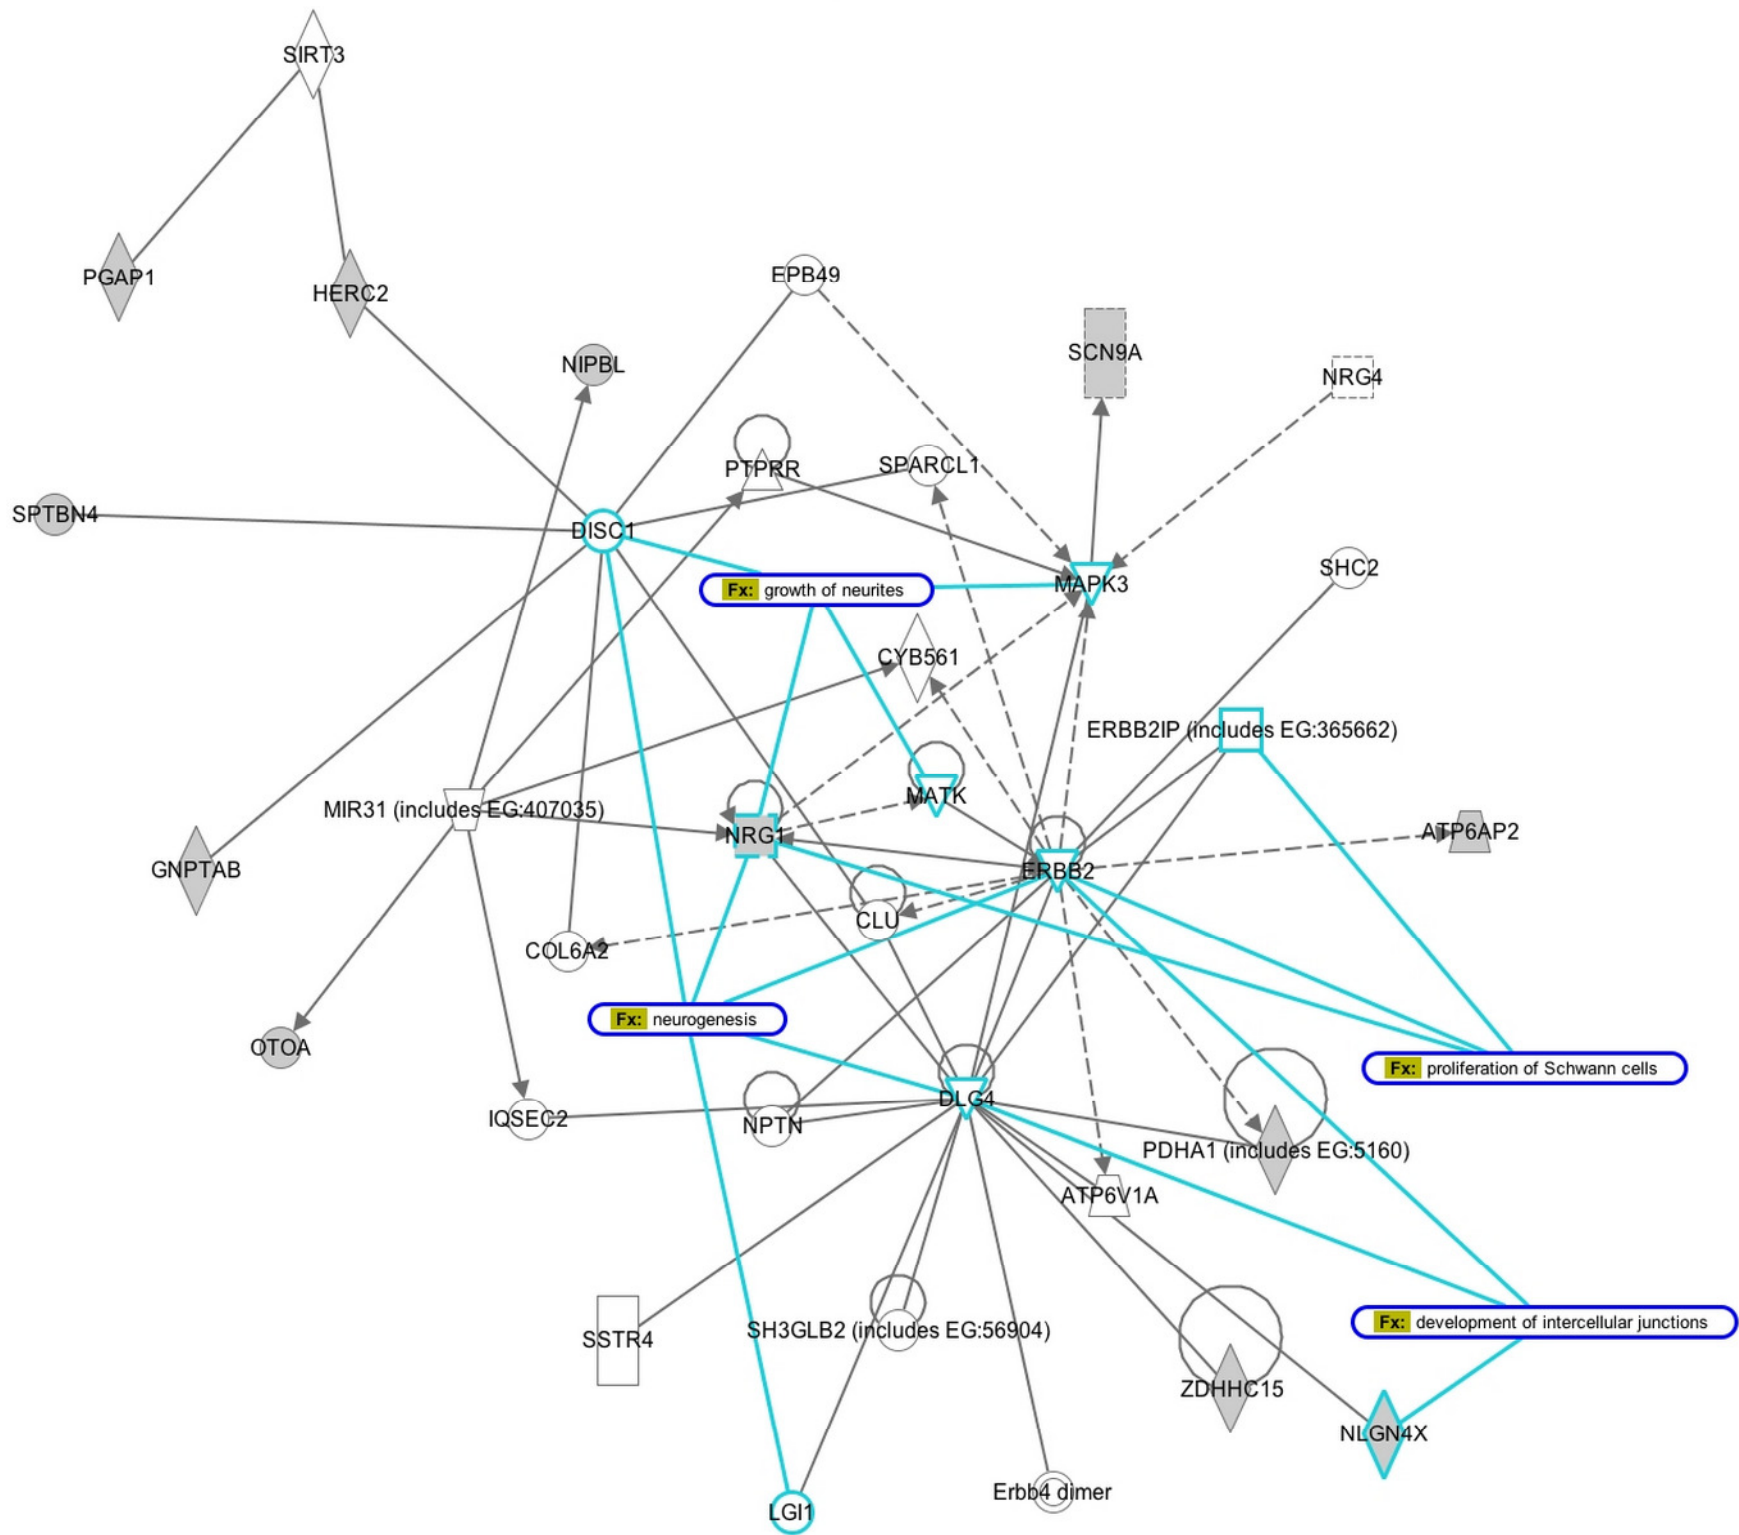 SIRT3
PGAP1
HERC2
EPB49
NIPBL
SCN9A
NRG4
PTPRR
SPARCL1
SPTBN4
DISC1
SHC2
MAPK3
Fx: growth of neurites
CYB561
ERBB2IP (includes EG:365662)
MATK
MIR31 (includes EG:407035)
NRG1
ATP6AP2
GNPTAB
ERBB2
CLU
COL6A2
Fx: neurogenesis
OTOA
Fx: proliferation of Schwann cells
DLG4
IQSEC2
NPTN
PDHA1 (includes EG:5160)
ATP6V1A
Fx: development of intercellular junctions
SSTR4
SH3GLB2 (includes EG:56904)
ZDHHC15
NLGN4X
Erbb4 dimer
LGI1